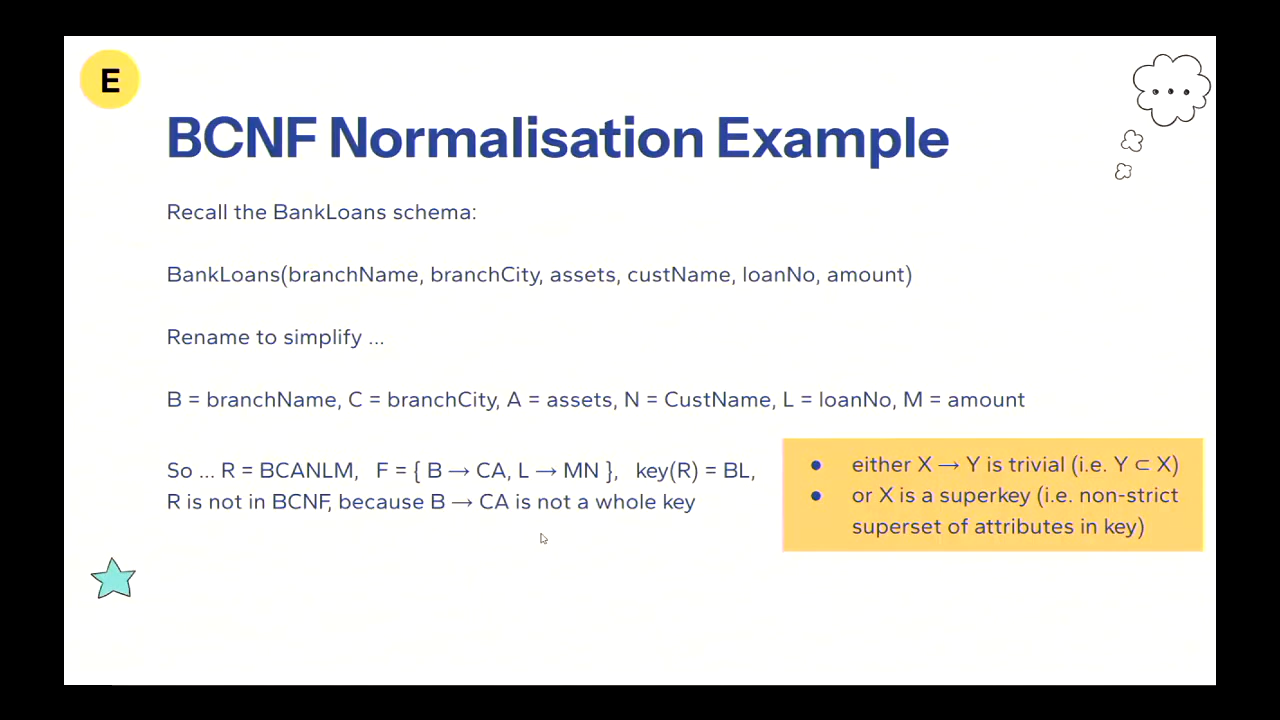 E
BCNF Normalisation Example
Recall the BankLoans schema:
BankLoans(branchName, branchCity, assets, custName, loanNo, amount)
Rename to simplify ...
B = branchName, C = branchCity, A = assets, N = CustName, L = loanNo, M = amount
So ... R = BCANLM, F = { B → CA, L → MN }, key(R) = BL,
R is not in BCNF, because B → CA is not a whole key
● either X → Y is trivial (i.e. Y ⊂ X)
● or X is a superkey (i.e. non-strict
superset of attributes in key)